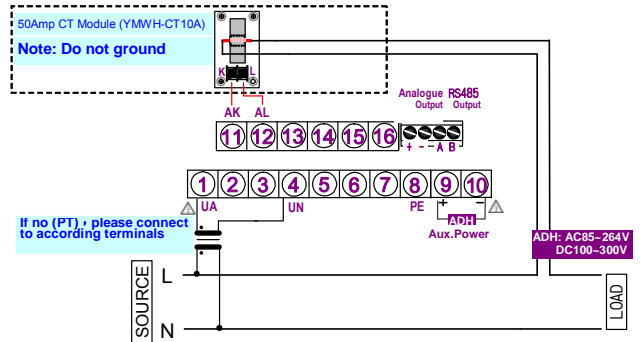 50Amp CT Module (YMWH-CT10A)
Note: Do not ground
K L
AK AL
Analogue RS485
Output Output
11 12 13 14 15 16
+ - - A B
1 2 3 4 5 6 7 8 9 10
UA UN PE + -
ADH
Aux.Power
If no (PT)，please connect
to according terminals
ADH: AC85~264V
DC100~300V
SOURCE
L
N
LOAD